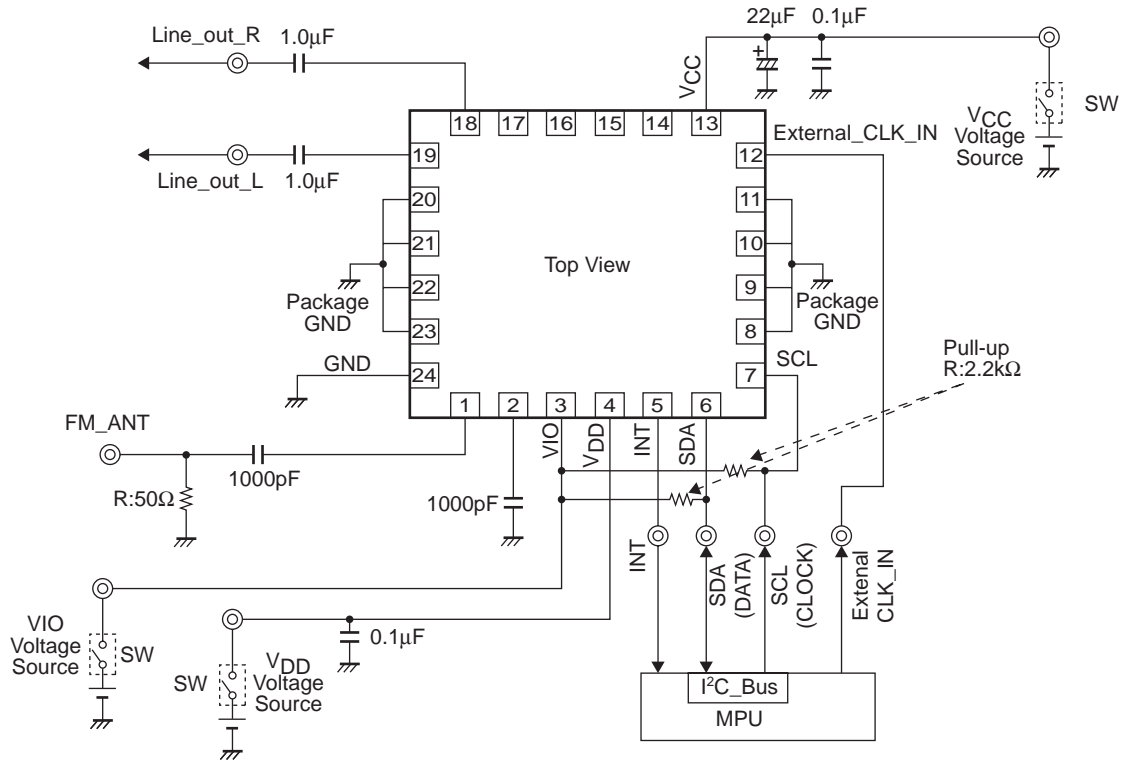 Line_out_R
1.0µF
22µF
0.1µF
+
VCC
SW
VCC
Voltage
Source
18
17
16
15
14
13
External_CLK_IN
19
12
Line_out_L
1.0µF
20
11
21
10
Top View
22
9
Package
GND
Package
GND
23
8
GND
24
7
SCL
Pull-up
R:2.2kΩ
1
2
3
4
5
6
FM_ANT
VIO
VDD
INT
SDA
1000pF
R:50Ω
1000pF
INT
SDA
(DATA)
SCL
(CLOCK)
Extenal
CLK_IN
VIO
Voltage
Source
SW
0.1µF
SW
VDD
Voltage
Source
I²C_Bus
MPU